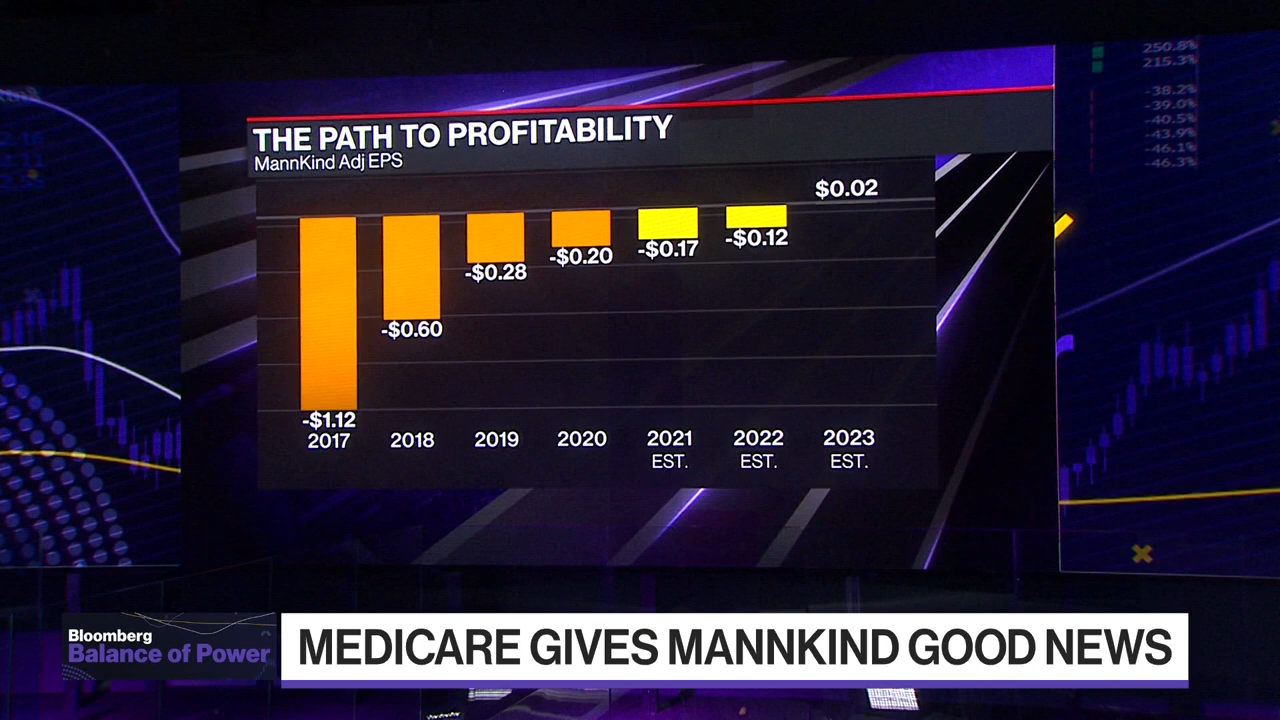 250.8%
215.3%
-38.2%
-39.0%
-40.5%
-43.9%
-46.1%
-46.3%
THE PATH TO PROFITABILITY
MannKind Adj EPS
$0.02
-$0.12
-$0.17
-$0.20
-$0.28
-$0.60
-$1.12
2017 2018 2019 2020 2021 2022 2023
EST. EST. EST.
Bloomberg
Balance of Power
MEDICARE GIVES MANNKIND GOOD NEWS